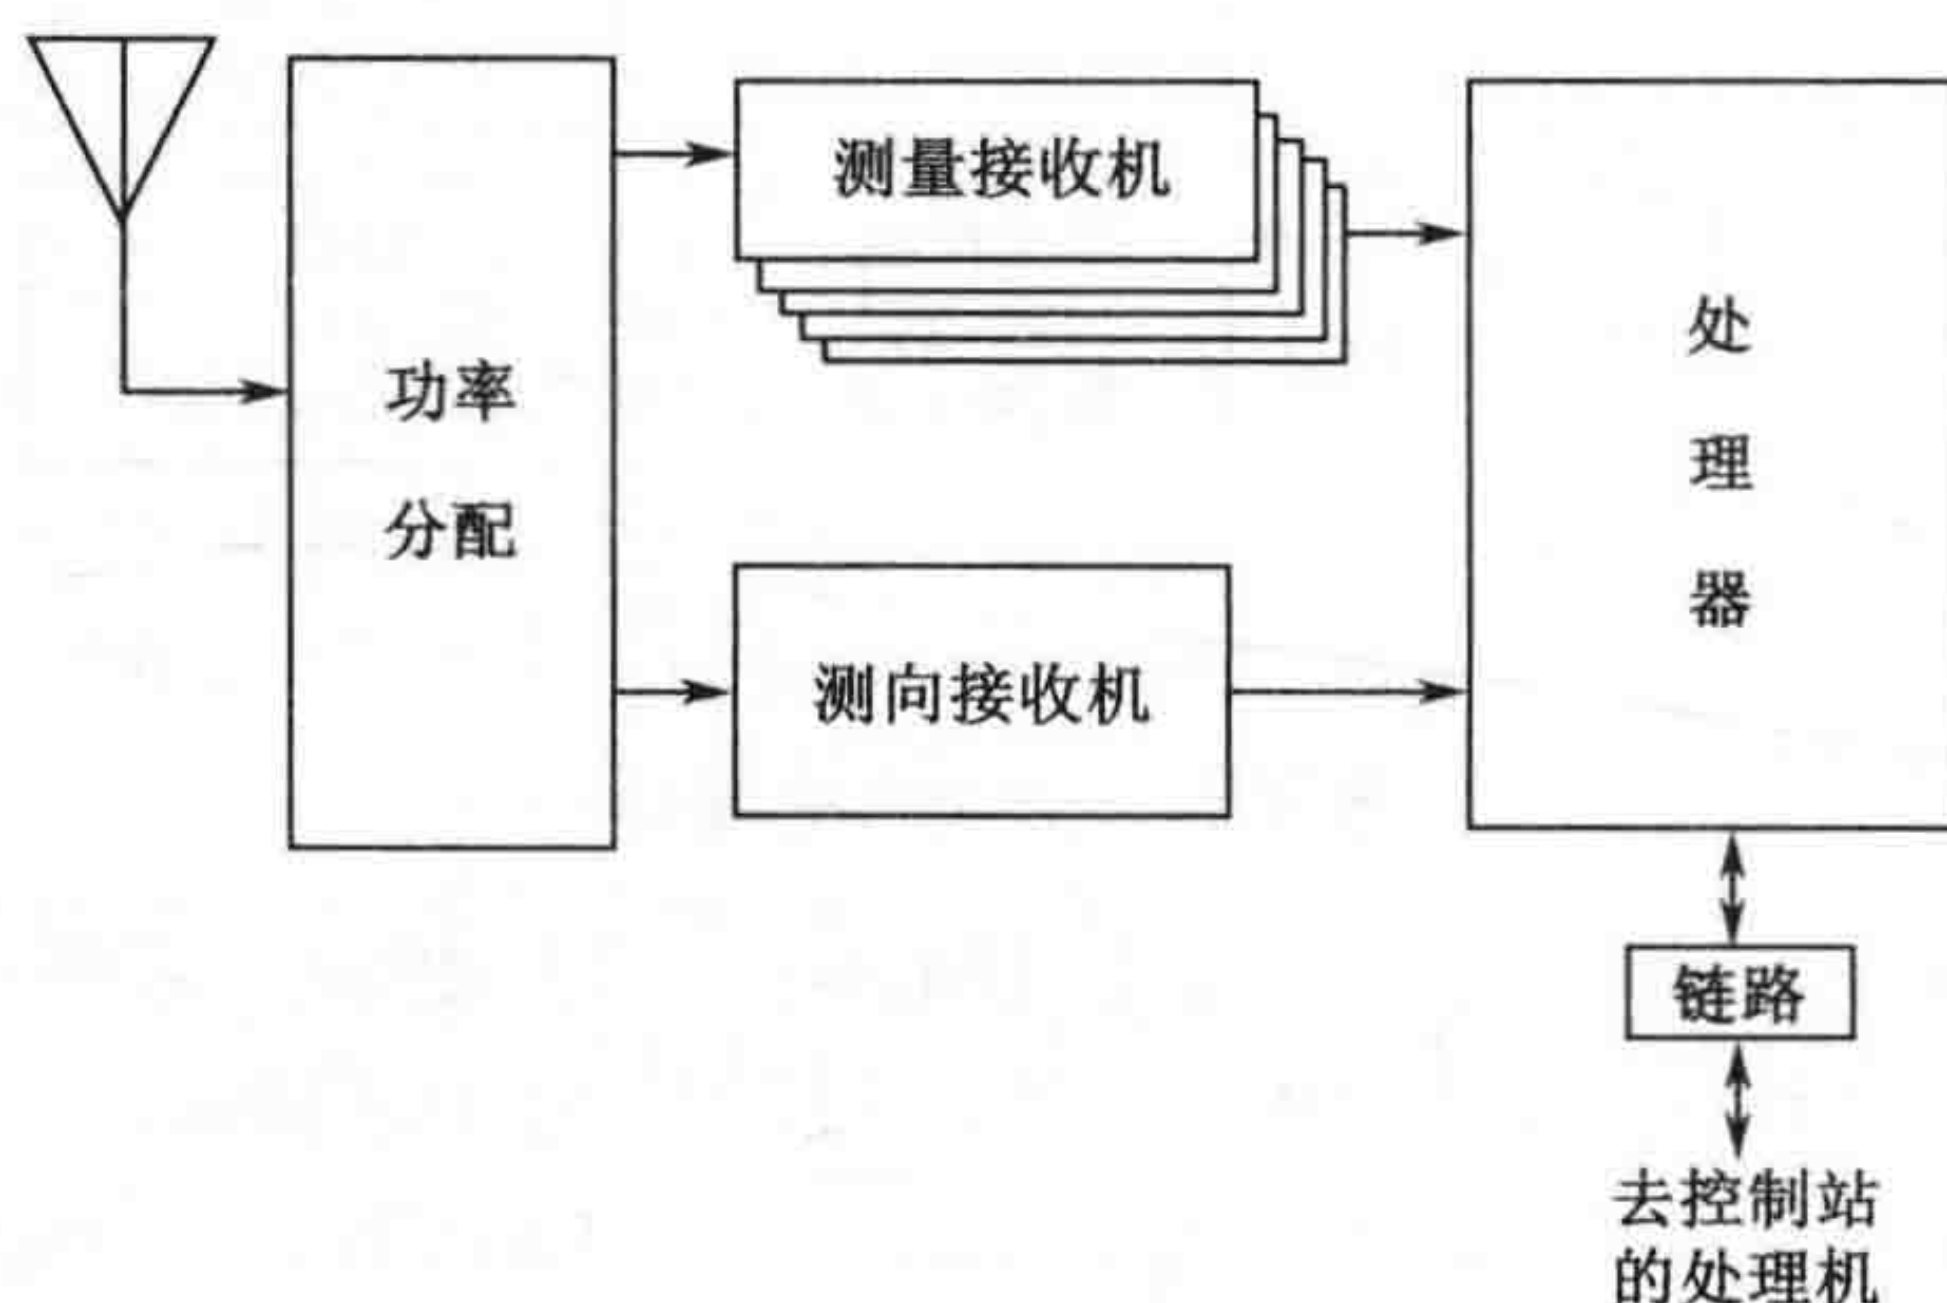 测量接收机
功率
分配
处
理
器
测向接收机
链路
去控制站
的处理机